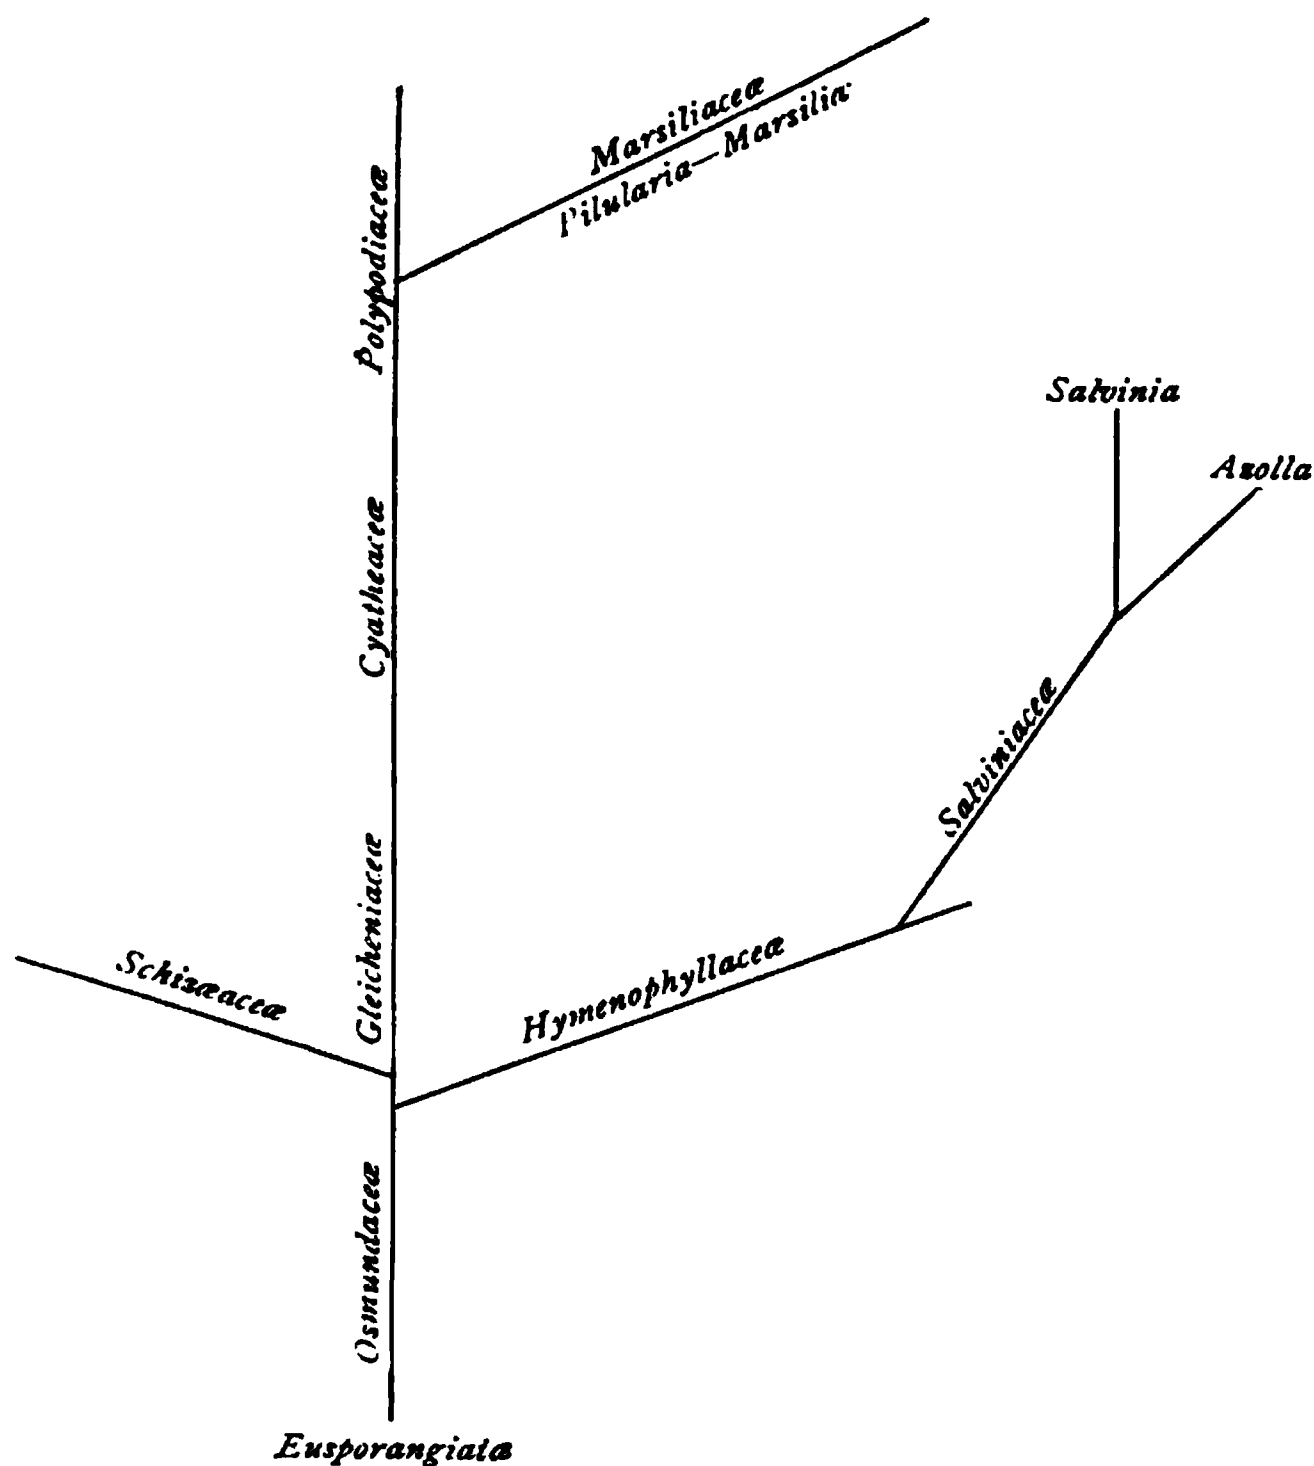 Marsiliaceæ
Pilularia—Marsilia
Polypodiaceæ
Salvinia
Azolla
Cyatheaceæ
Salviniaceæ
Gleicheniaceæ
Schizæaceæ
Hymenophyllaceæ
Osmundaceæ
Eusporangiatæ